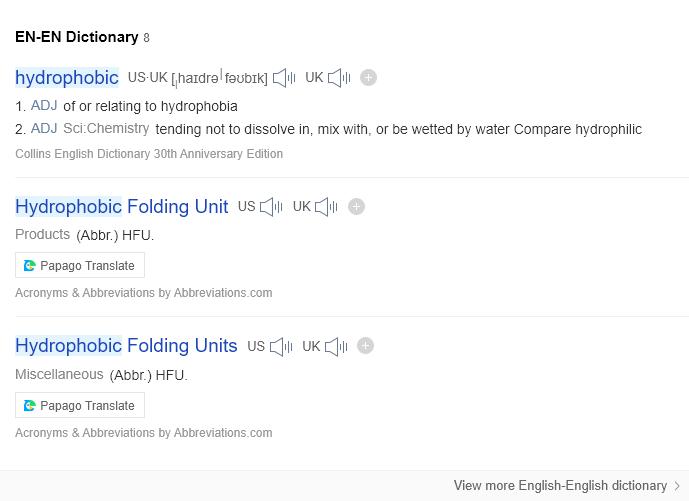 EN-EN Dictionary 8
hydrophobic US·UK [ˌhaɪdrəˈfəʊbɪk] UK
1. ADJ of or relating to hydrophobia
2. ADJ Sci:Chemistry tending not to dissolve in, mix with, or be wetted by water Compare hydrophilic
Collins English Dictionary 30th Anniversary Edition
Hydrophobic Folding Unit US UK
Products (Abbr.) HFU.
Papago Translate
Acronyms & Abbreviations by Abbreviations.com
Hydrophobic Folding Units US UK
Miscellaneous (Abbr.) HFU.
Papago Translate
Acronyms & Abbreviations by Abbreviations.com
View more English-English dictionary